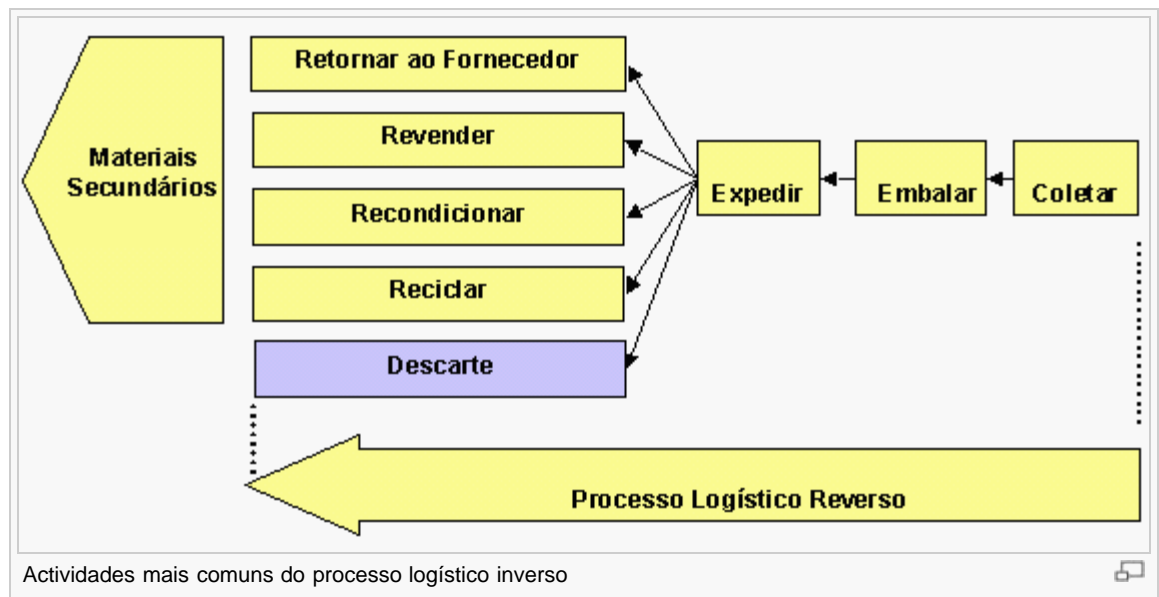 Materiais
Secundários
Retornar ao Fornecedor
Revender
Recondicionar
Reciclar
Descarte
Expedir
Embalar
Coletar
Processo Logístico Reverso
Actividades mais comuns do processo logístico inverso